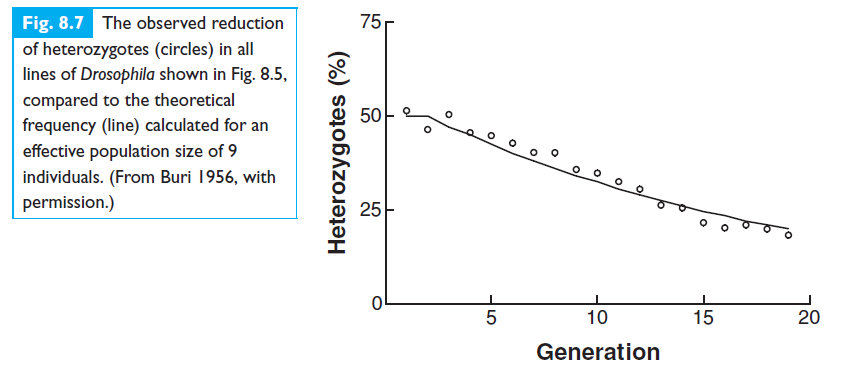 Fig. 8.7 The observed reduction
of heterozygotes (circles) in all
lines of Drosophila shown in Fig. 8.5,
compared to the theoretical
frequency (line) calculated for an
effective population size of 9
individuals. (From Buri 1956, with
permission.)
Heterozygotes (%)
75
50
25
0
5
10
15
20
Generation